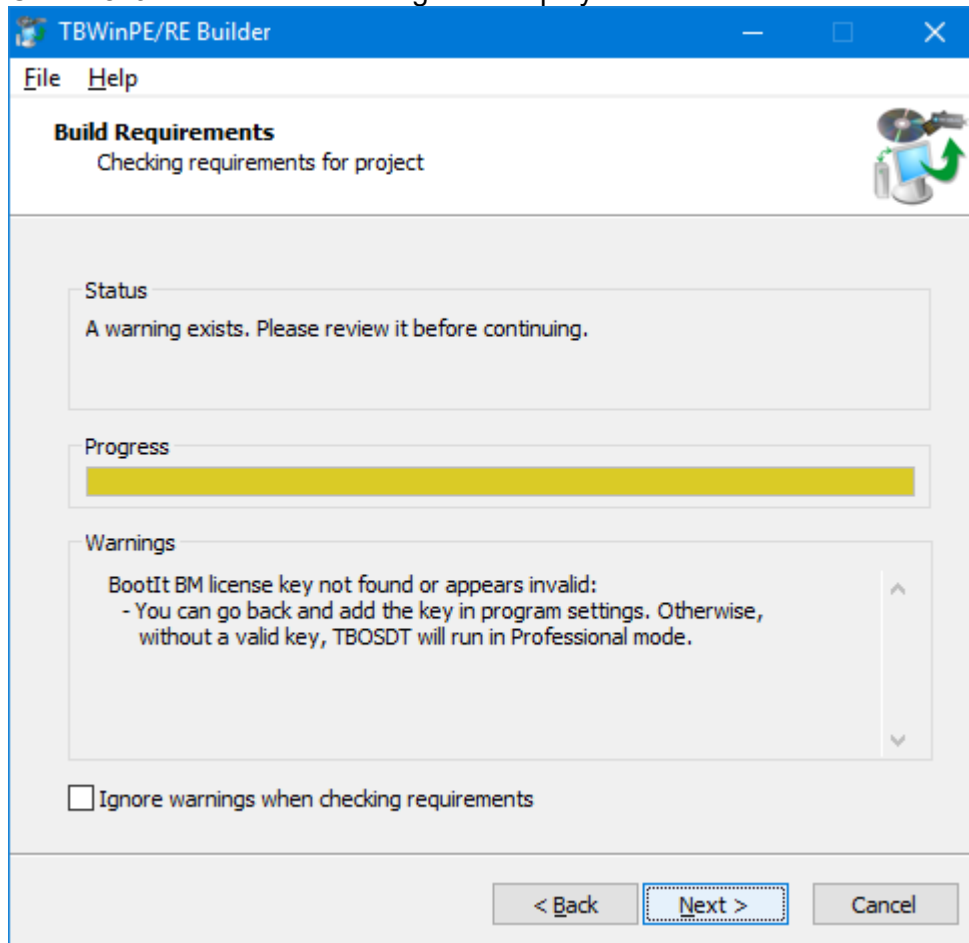 TBWinPE/RE Builder
File Help
Build Requirements
Checking requirements for project
Status
A warning exists. Please review it before continuing.
Progress
Warnings
BootIt BM license key not found or appears invalid:
- You can go back and add the key in program settings. Otherwise,
without a valid key, TBOSDT will run in Professional mode.
Ignore warnings when checking requirements
< Back Next > Cancel